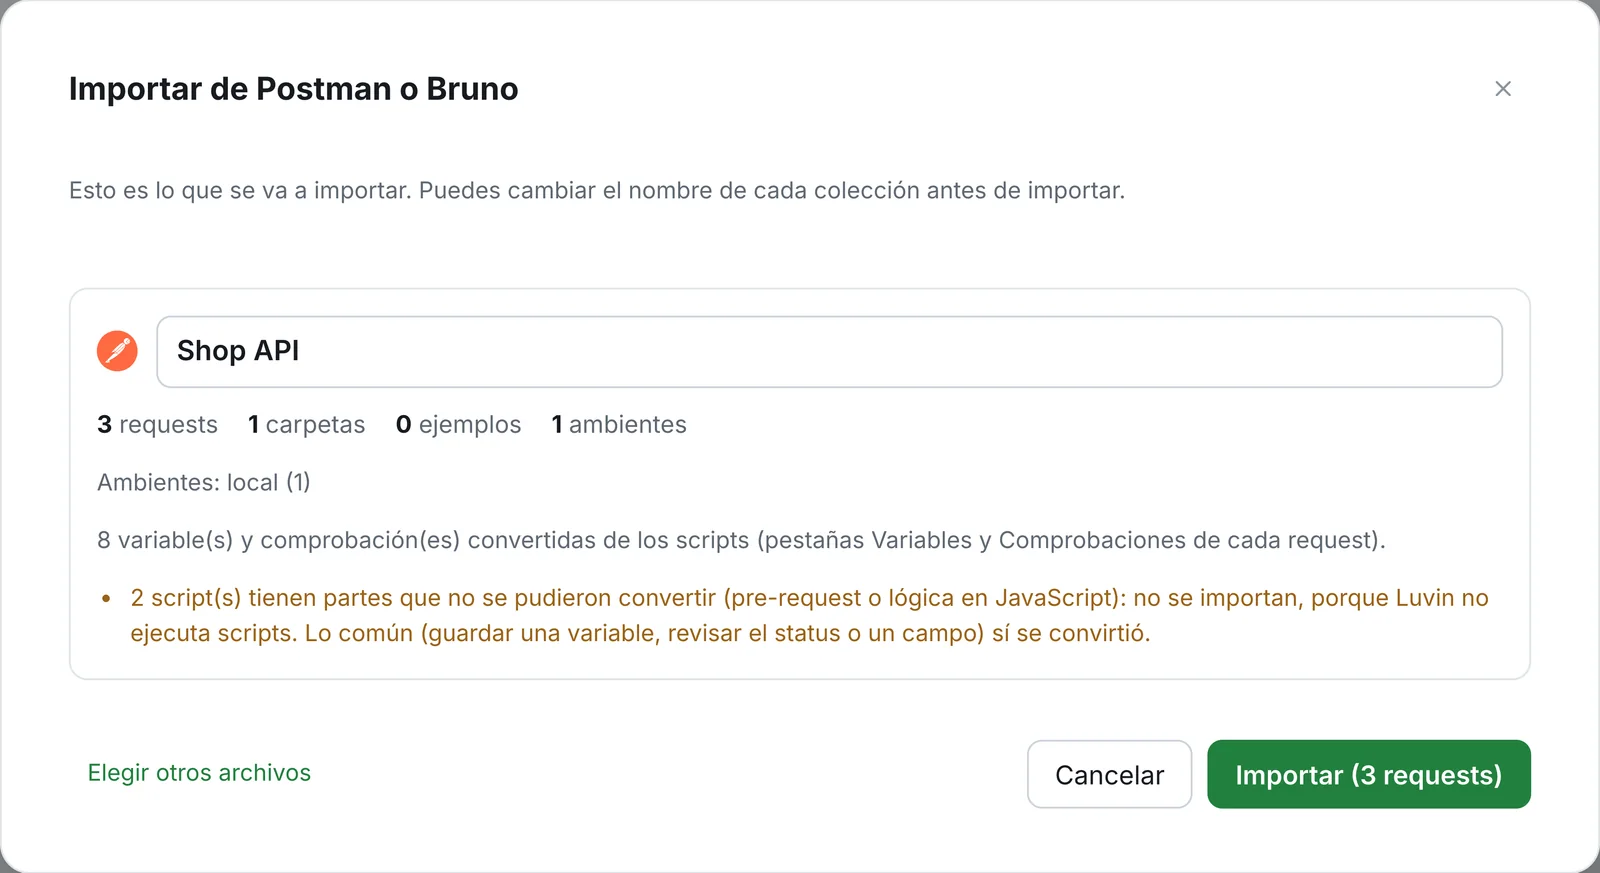 Importar de Postman o Bruno
Esto es lo que se va a importar. Puedes cambiar el nombre de cada colección antes de importar.
Shop API
3 requests 1 carpetas 0 ejemplos 1 ambientes
Ambientes: local (1)
8 variable(s) y comprobación(es) convertidas de los scripts (pestañas Variables y Comprobaciones de cada request).
• 2 script(s) tienen partes que no se pudieron convertir (pre-request o lógica en JavaScript): no se importan, porque Luvin no
ejecuta scripts. Lo común (guardar una variable, revisar el status o un campo) sí se convirtió.
Elegir otros archivos
Cancelar
Importar (3 requests)